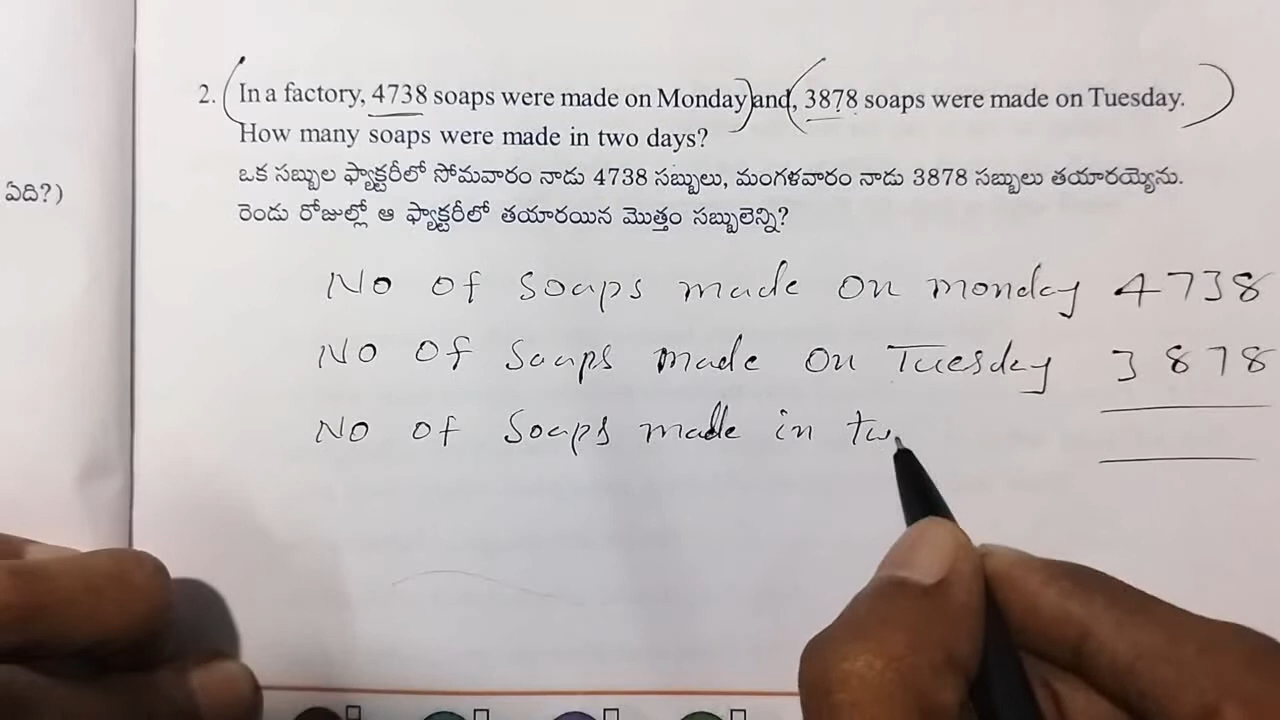 2. In a factory, 4738 soaps were made on Monday and, 3878 soaps were made on Tuesday.
How many soaps were made in two days?
ఒక సబ్బుల ఫ్యాక్టరీలో సోమవారం నాడు 4738 సబ్బులు, మంగళవారం నాడు 3878 సబ్బులు తయారయ్యెను.
ఏది?)
రెండు రోజుల్లో ఆ ఫ్యాక్టరీలో తయారయిన మొత్తం సబ్బులెన్ని?
No of Soaps made on monday 4738
No of Soaps made on Tuesday 3878
No of Soaps made in tw